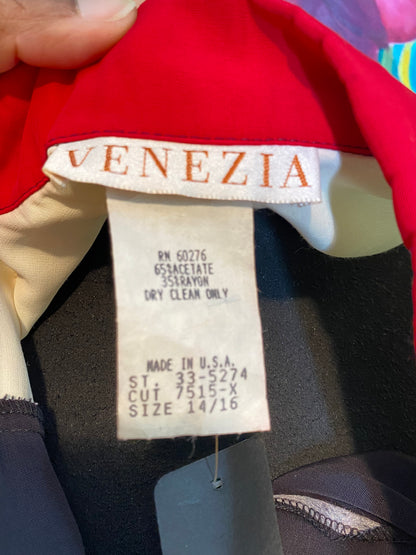 VENEZIA
RN 60276
65%ACETATE
35%RAYON
DRY CLEAN ONLY
MADE IN U.S.A.
ST. 33-5274
CUT 7515-X
SIZE 14/16